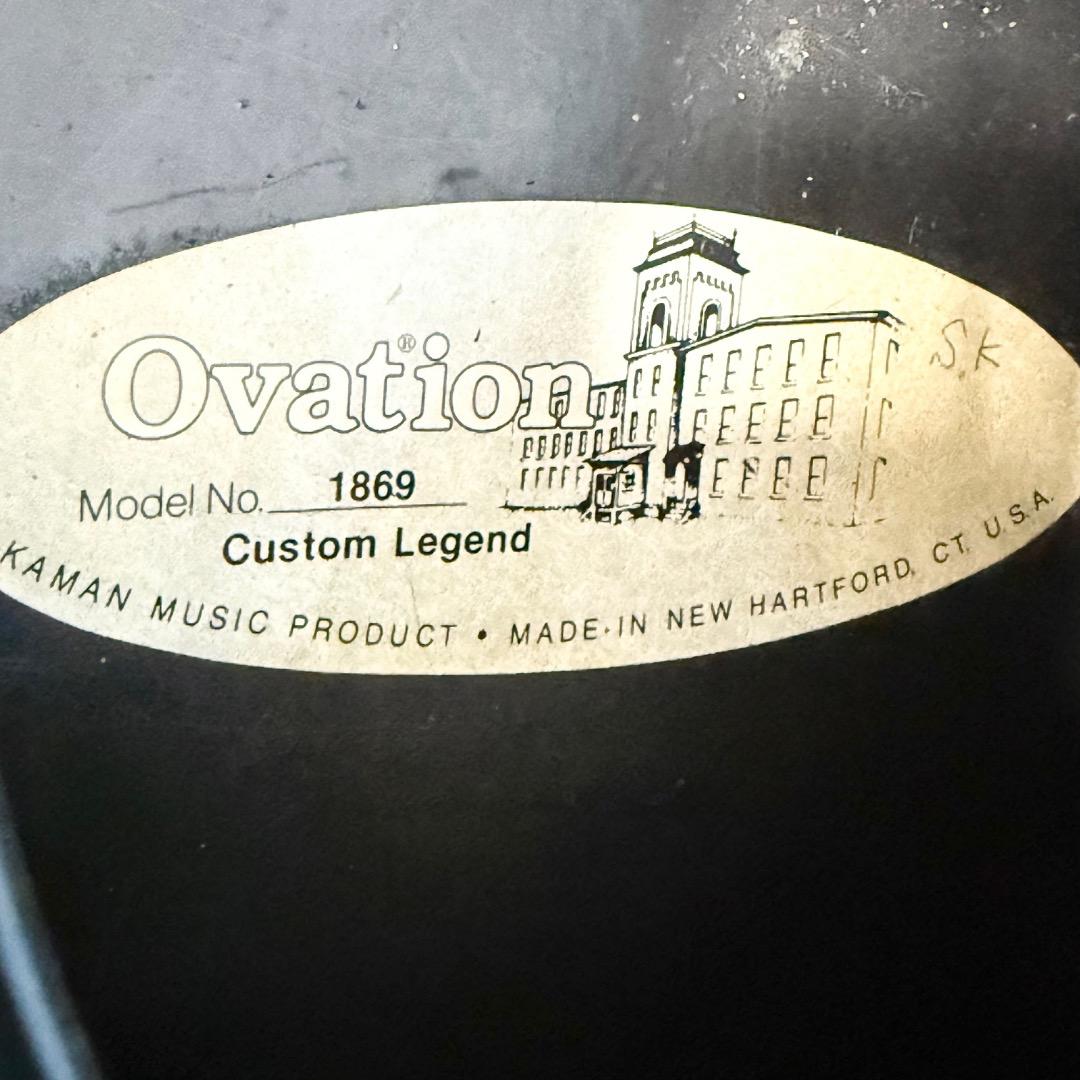 Ovation®
S.K
Model No. 1869
Custom Legend
KAMAN MUSIC PRODUCT • MADE IN NEW HARTFORD, CT. U.S.A.